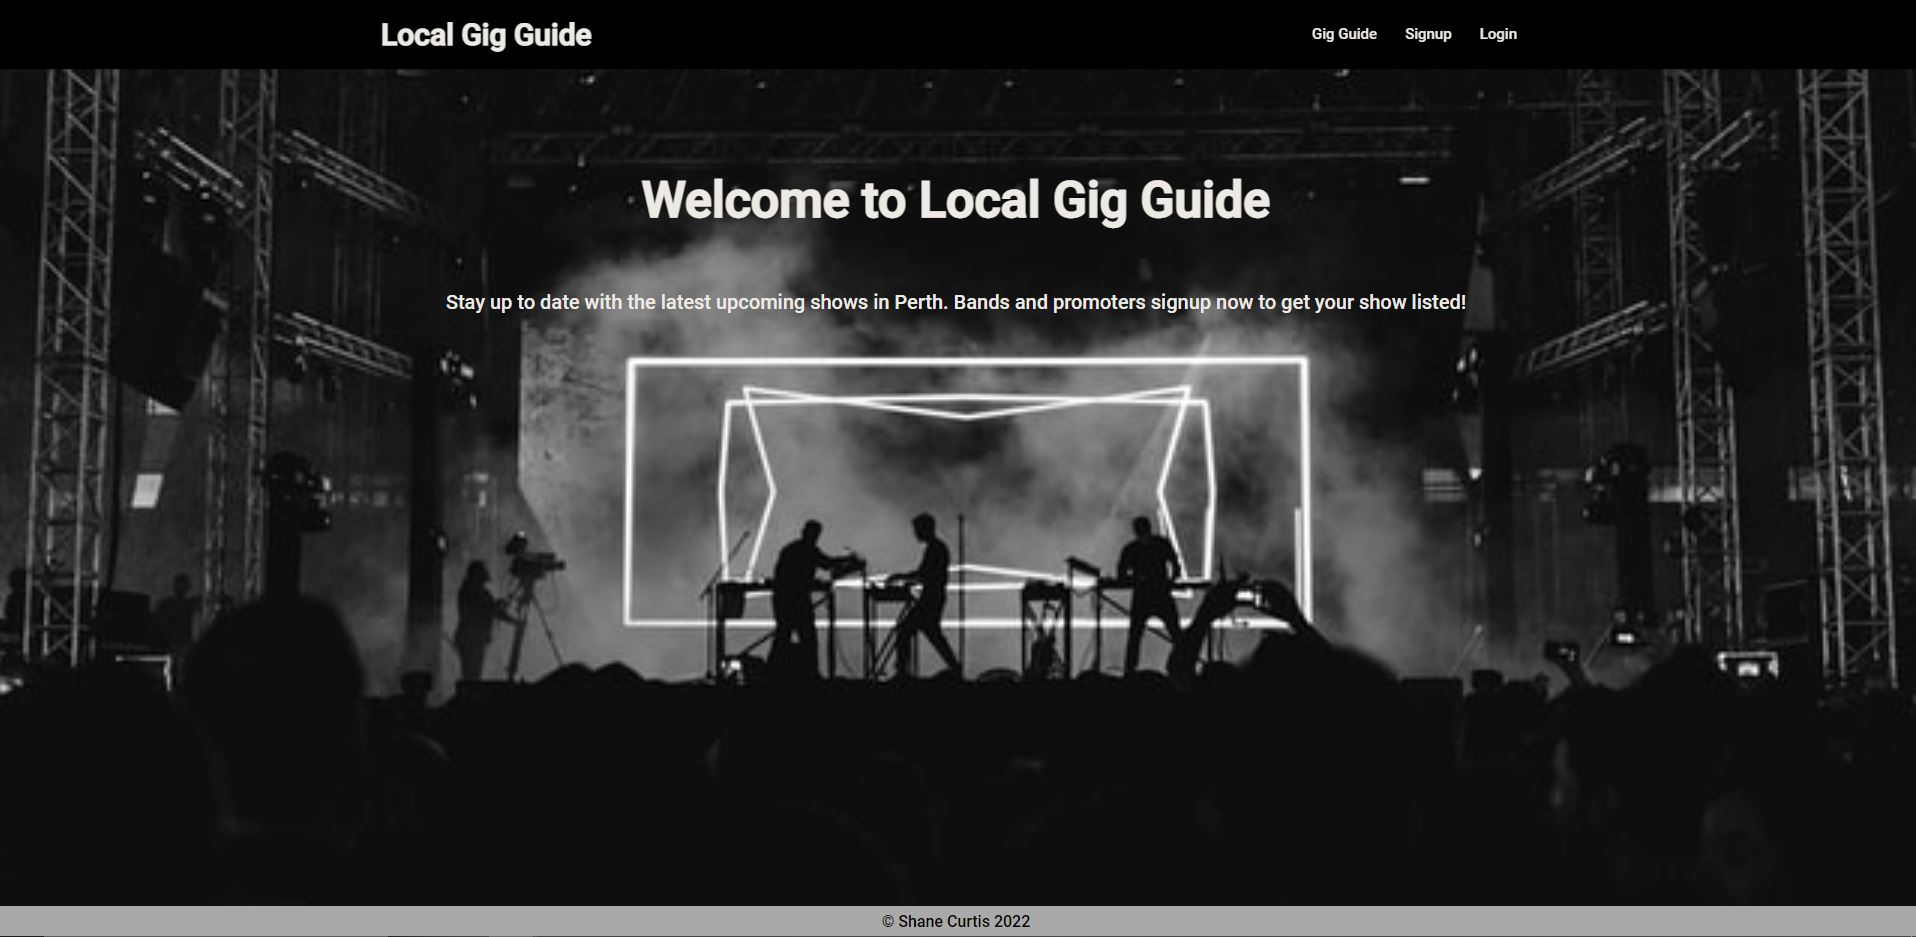 Local Gig Guide
Gig Guide Signup Login
Welcome to Local Gig Guide
Stay up to date with the latest upcoming shows in Perth. Bands and promoters signup now to get your show listed!
© Shane Curtis 2022